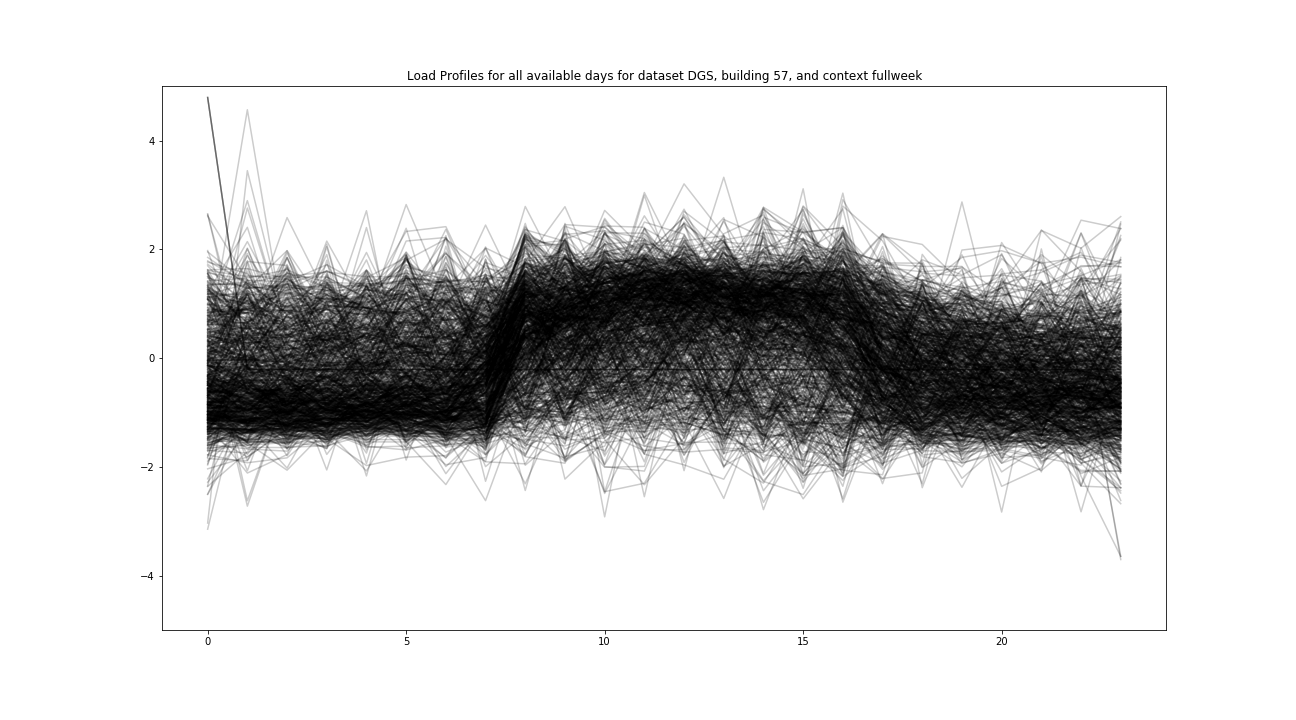 Load Profiles for all available days for dataset DGS, building 57, and context fullweek
4
2
0
−2
−4
0 5 10 15 20